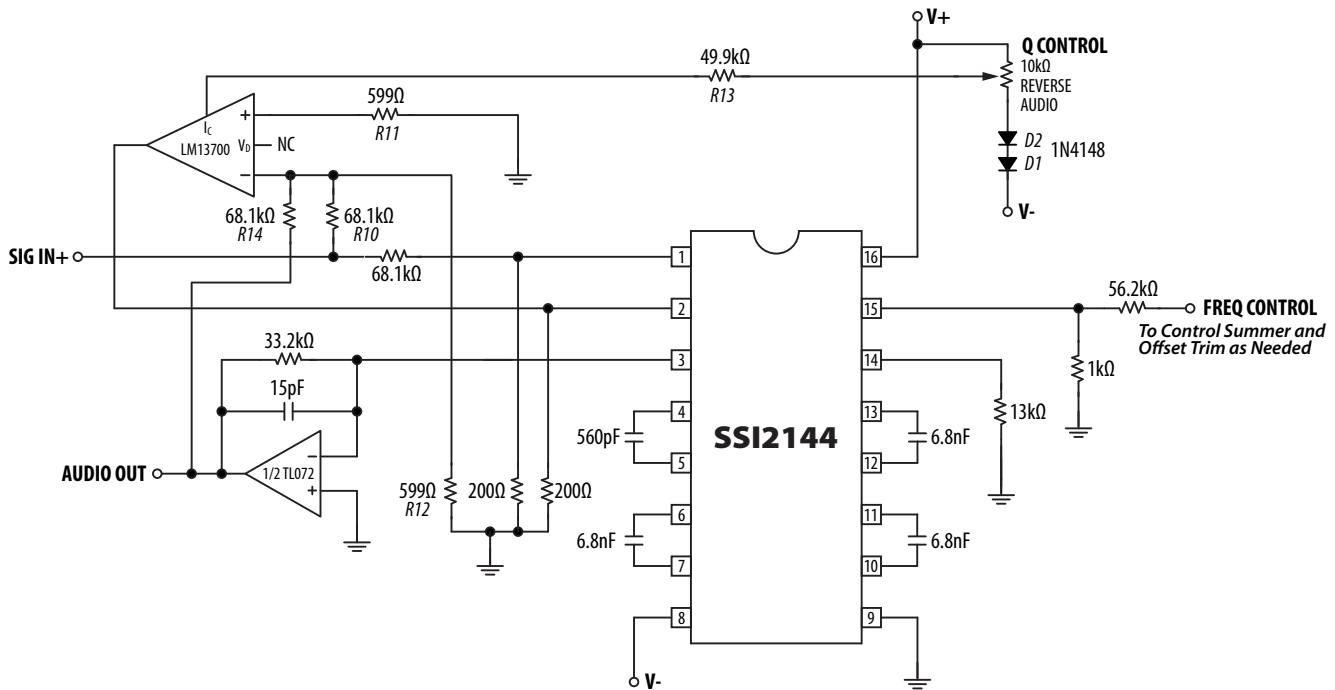 V+
Q CONTROL
10kΩ
REVERSE
AUDIO
49.9kΩ
R13
599Ω
R11
IC
LM13700
VD
NC
+
−
D2
D1
1N4148
V-
68.1kΩ
R14
68.1kΩ
R10
SIG IN+
68.1kΩ
1
16
2
15
56.2kΩ
FREQ CONTROL
To Control Summer and
Offset Trim as Needed
33.2kΩ
3
14
1kΩ
15pF
4
13
13kΩ
560pF
SSI2144
6.8nF
5
12
AUDIO OUT
1/2 TL072
−
+
599Ω
R12
200Ω
200Ω
6
11
6.8nF
6.8nF
7
10
8
9
V-